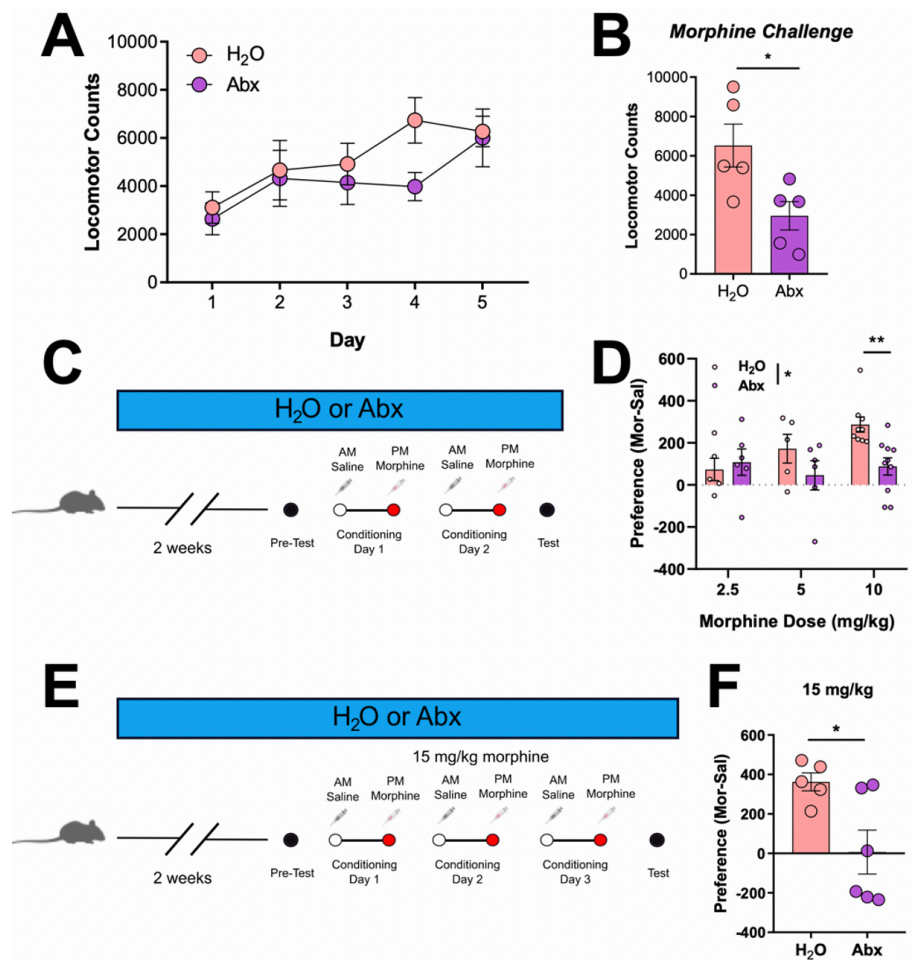 A
Locomotor Counts
10000
8000
6000
4000
2000
0
H₂O
Abx
1 2 3 4 5
Day
B
Morphine Challenge
*
Locomotor Counts
10000
8000
6000
4000
2000
0
H₂O Abx
C
H₂O or Abx
AM Saline
PM Morphine
AM Saline
PM Morphine
2 weeks
Pre-Test
Conditioning
Day 1
Conditioning
Day 2
Test
D
Preference (Mor-Sal)
600
400
200
0
-200
-400
H₂O
Abx
*
**
2.5 5 10
Morphine Dose (mg/kg)
E
H₂O or Abx
15 mg/kg morphine
AM Saline
PM Morphine
AM Saline
PM Morphine
AM Saline
PM Morphine
2 weeks
Pre-Test
Conditioning
Day 1
Conditioning
Day 2
Conditioning
Day 3
Test
F
15 mg/kg
*
Preference (Mor-Sal)
600
400
200
0
-200
-400
H₂O Abx